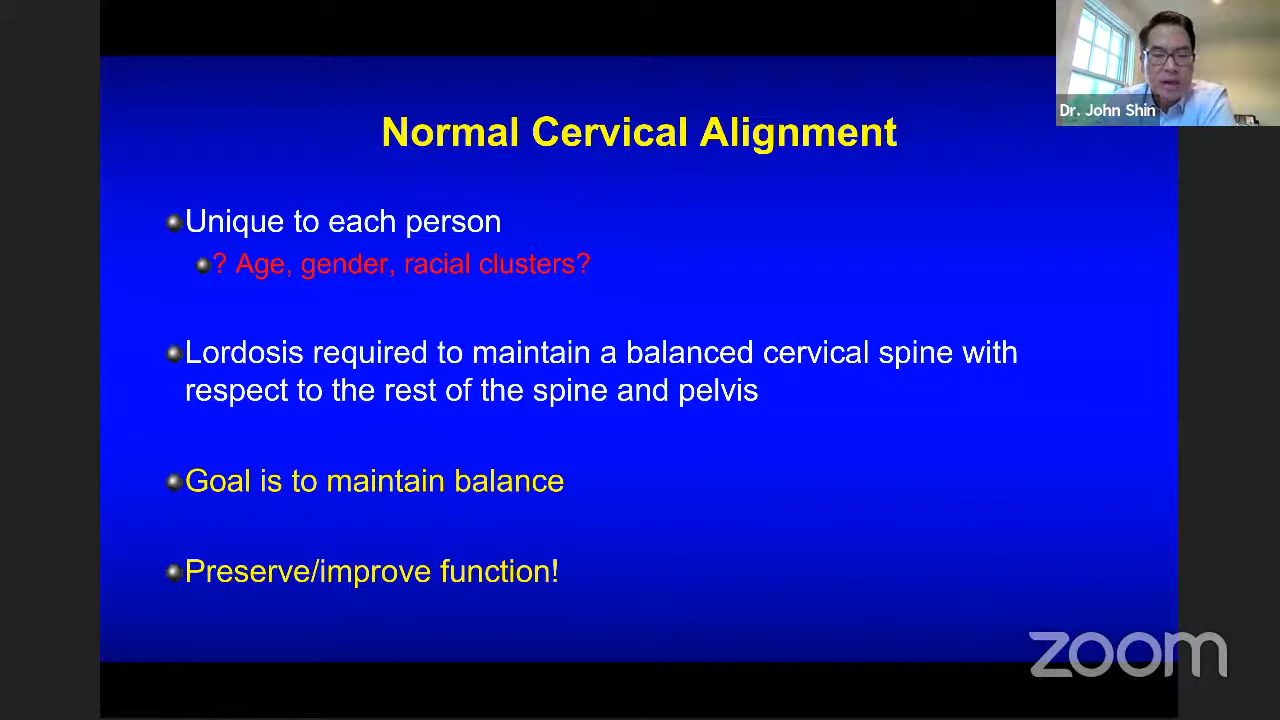 Dr. John Shin
Normal Cervical Alignment
Unique to each person
? Age, gender, racial clusters?
Lordosis required to maintain a balanced cervical spine with
respect to the rest of the spine and pelvis
Goal is to maintain balance
Preserve/improve function!
zoom